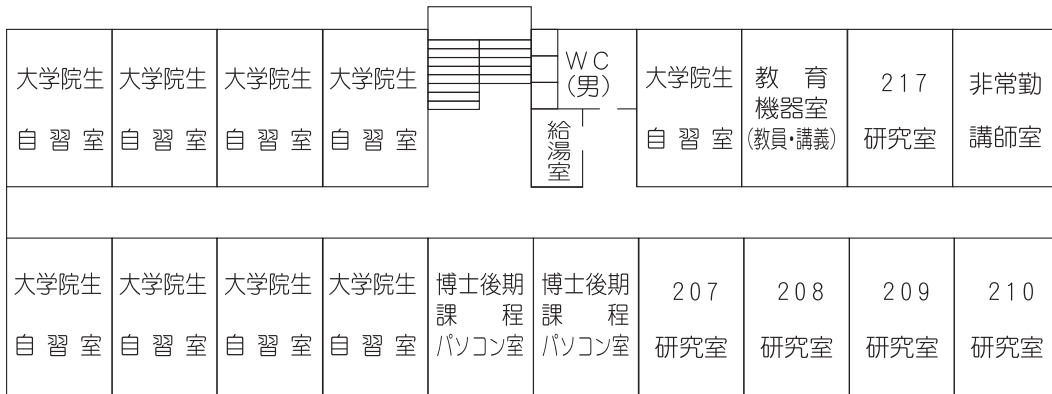 大学院生
自習室
大学院生
自習室
大学院生
自習室
大学院生
自習室
WC
(男)
給湯室
大学院生
自習室
教育
機器室
(教員・講義)
217
研究室
非常勤
講師室
大学院生
自習室
大学院生
自習室
大学院生
自習室
大学院生
自習室
博士後期
課程
パソコン室
博士後期
課程
パソコン室
207
研究室
208
研究室
209
研究室
210
研究室